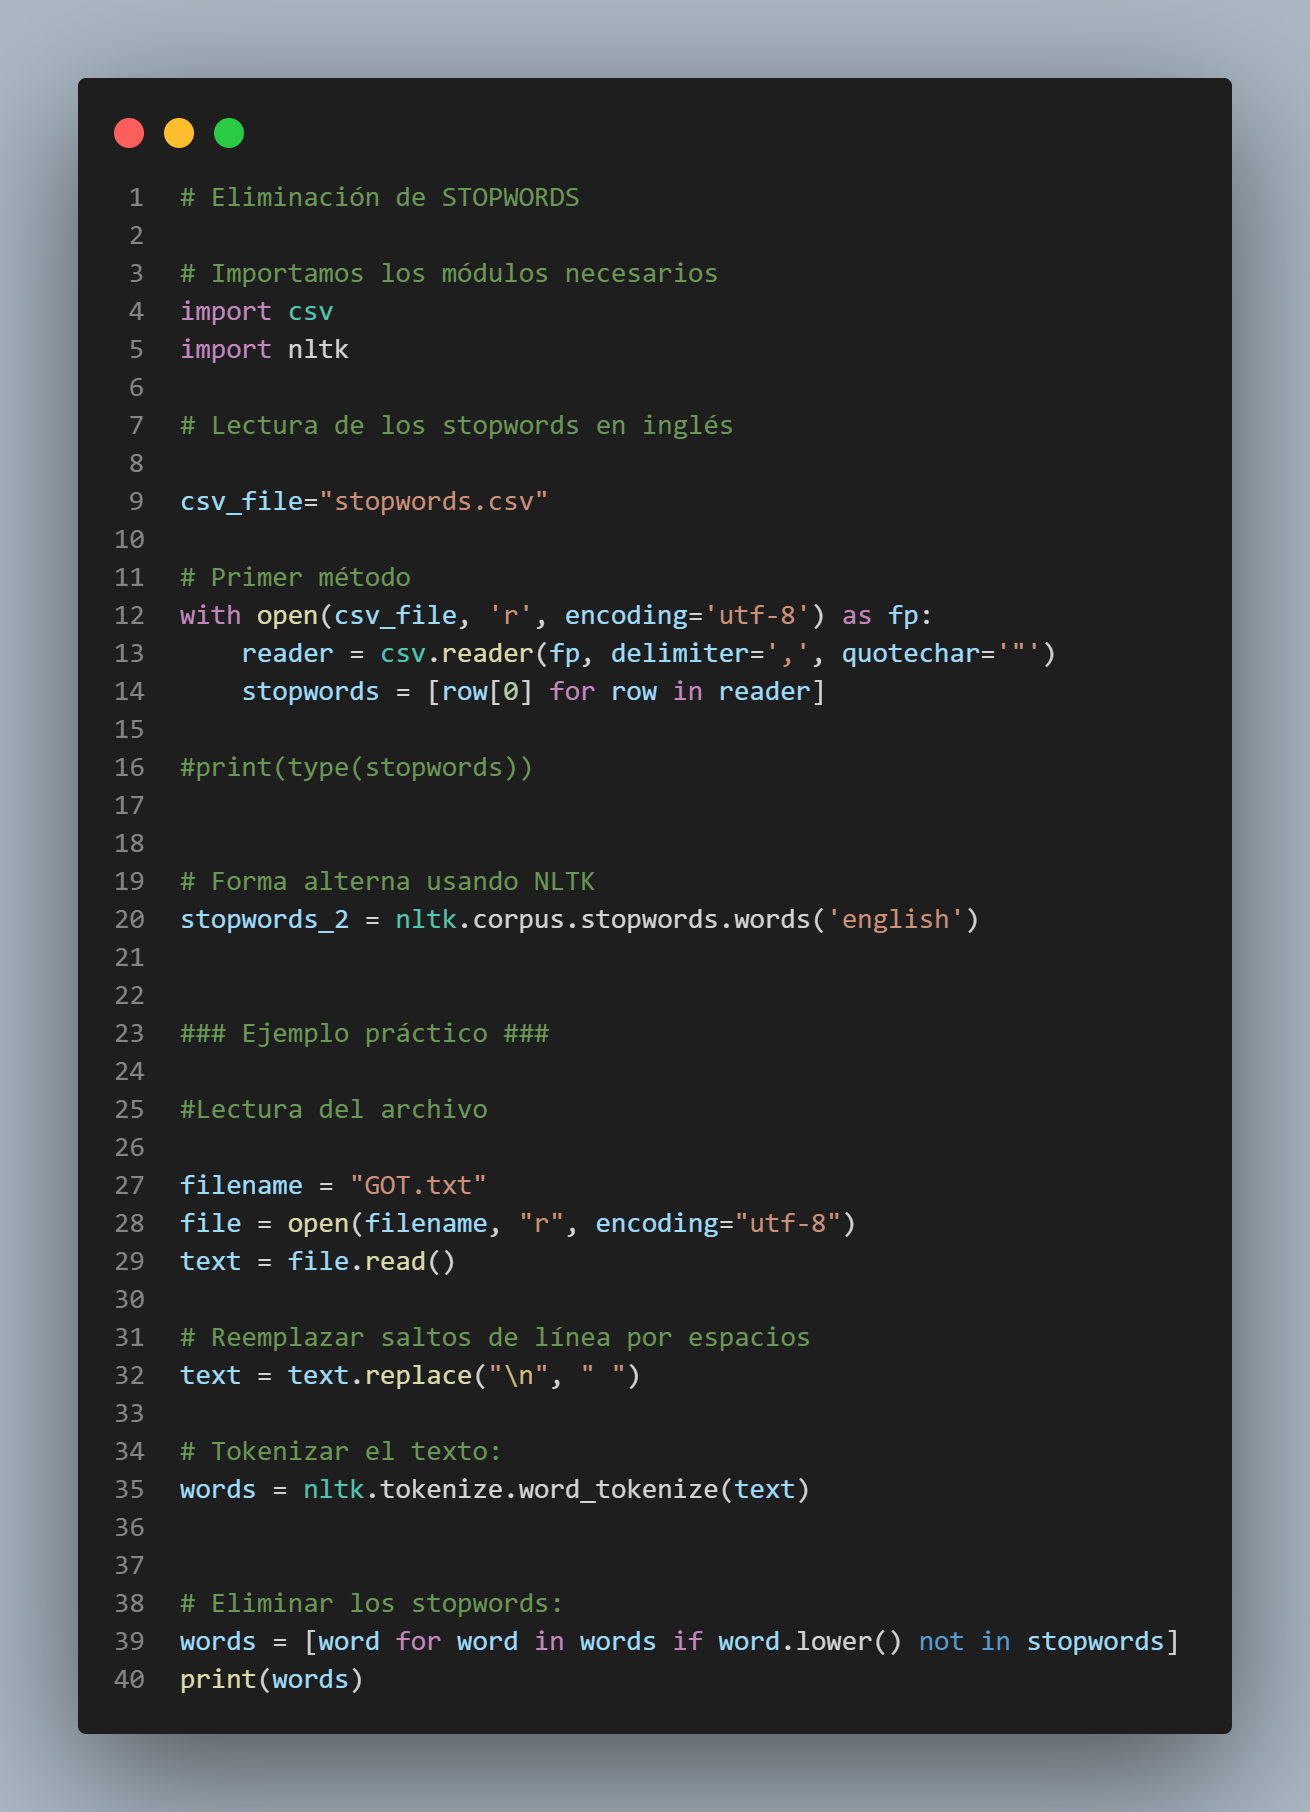 1 # Eliminación de STOPWORDS
2
3 # Importamos los módulos necesarios
4 import csv
5 import nltk
6
7 # Lectura de los stopwords en inglés
8
9 csv_file="stopwords.csv"
10
11 # Primer método
12 with open(csv_file, 'r', encoding='utf-8') as fp:
13     reader = csv.reader(fp, delimiter=',', quotechar='"')
14     stopwords = [row[0] for row in reader]
15
16 #print(type(stopwords))
17
18
19 # Forma alterna usando NLTK
20 stopwords_2 = nltk.corpus.stopwords.words('english')
21
22
23 ### Ejemplo práctico ###
24
25 #Lectura del archivo
26
27 filename = "GOT.txt"
28 file = open(filename, "r", encoding="utf-8")
29 text = file.read()
30
31 # Reemplazar saltos de línea por espacios
32 text = text.replace("\n", " ")
33
34 # Tokenizar el texto:
35 words = nltk.tokenize.word_tokenize(text)
36
37
38 # Eliminar los stopwords:
39 words = [word for word in words if word.lower() not in stopwords]
40 print(words)